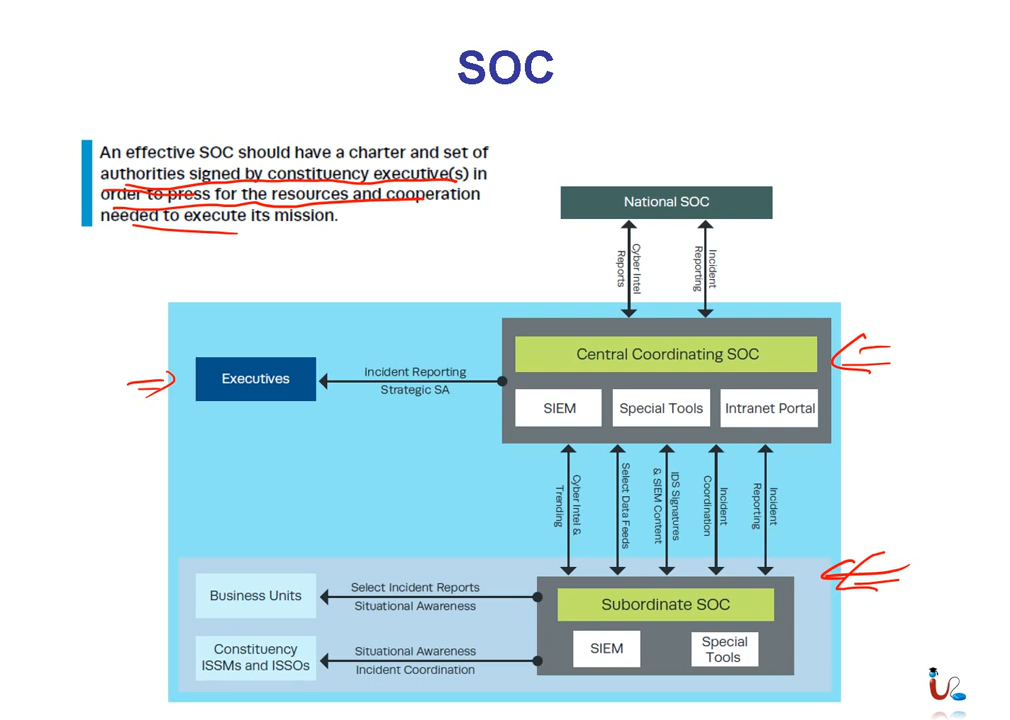 SOC
An effective SOC should have a charter and set of
authorities signed by constituency executive(s) in
order to press for the resources and cooperation
needed to execute its mission.
National SOC
Cyber Intel
Reports
Incident
Reporting
Central Coordinating SOC
SIEM
Special Tools
Intranet Portal
Executives
Incident Reporting
Strategic SA
Cyber Intel &
Trending
Select Data Feeds
IDS Signatures
& SIEM Content
Incident
Coordination
Incident
Reporting
Subordinate SOC
SIEM
Special
Tools
Business Units
Select Incident Reports
Situational Awareness
Constituency
ISSMs and ISSOs
Situational Awareness
Incident Coordination